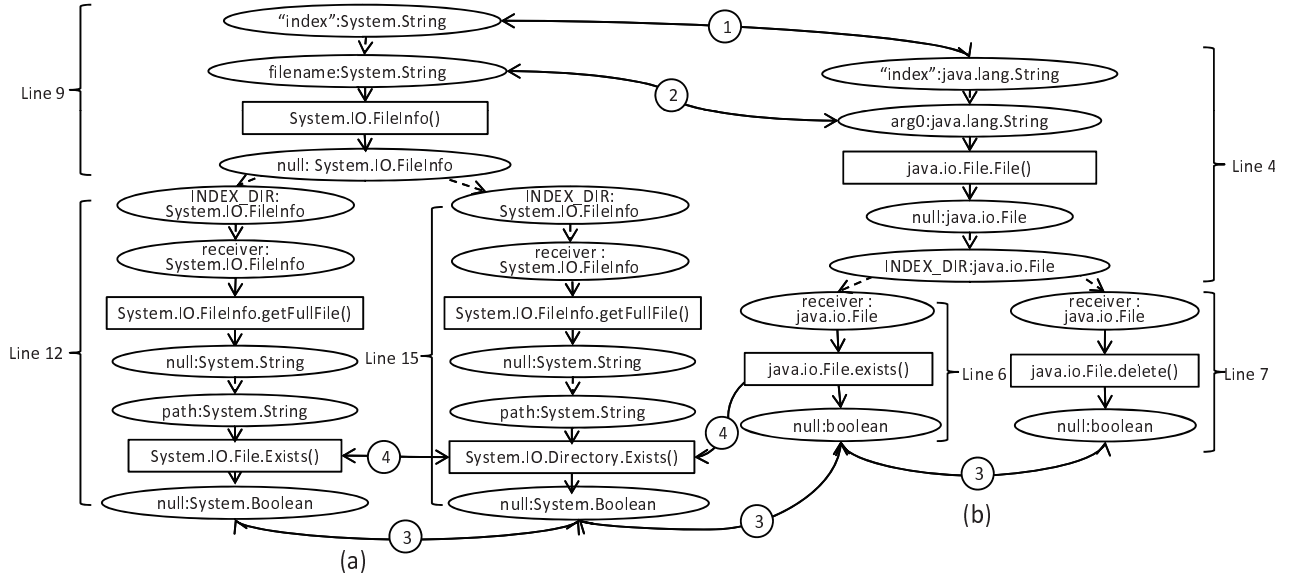 "index":System.String
1
filename:System.String
"index":java.lang.String
Line 9
2
System.IO.FileInfo()
arg0:java.lang.String
null: System.IO.FileInfo
java.io.File.File()
Line 4
INDEX_DIR:
System.IO.FileInfo
INDEX_DIR:
System.IO.FileInfo
null:java.io.File
receiver:
System.IO.FileInfo
receiver :
System.IO.FileInfo
INDEX_DIR:java.io.File
System.IO.FileInfo.getFullFile()
System.IO.FileInfo.getFullFile()
receiver :
java.io.File
receiver :
java.io.File
Line 12
null:System.String
Line 15
null:System.String
java.io.File.exists()
Line 6
java.io.File.delete()
Line 7
path:System.String
path:System.String
null:boolean
null:boolean
4
System.IO.File.Exists()
4
System.IO.Directory.Exists()
3
null:System.Boolean
null:System.Boolean
3
3
(a)
(b)